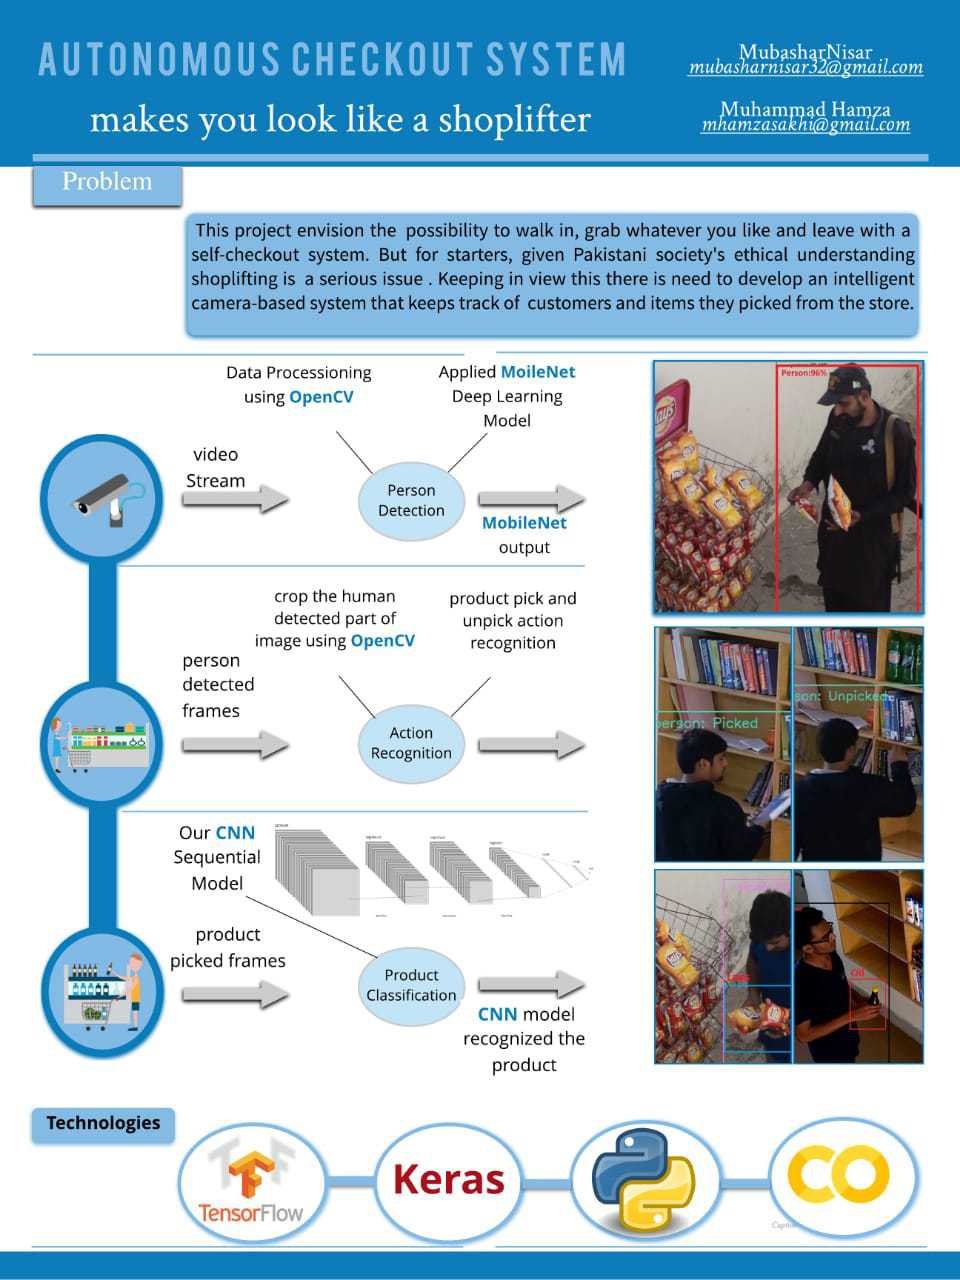 AUTONOMOUS CHECKOUT SYSTEM
makes you look like a shoplifter
MubasharNisar
mubasharnisar32@gmail.com
Muhammad Hamza
mhamzasakhi@gmail.com
Problem
This project envision the possibility to walk in, grab whatever you like and leave with a
self-checkout system. But for starters, given Pakistani society's ethical understanding
shoplifting is a serious issue . Keeping in view this there is need to develop an intelligent
camera-based system that keeps track of customers and items they picked from the store.
Data Processioning
using OpenCV
Applied MoileNet
Deep Learning
Model
video
Stream
Person
Detection
MobileNet
output
Person:96%
Lays
crop the human
detected part of
image using OpenCV
product pick and
unpick action
recognition
person
detected
frames
Action
Recognition
person: Picked
son: Unpicked
Our CNN
Sequential
Model
product
picked frames
Product
Classification
CNN model
recognized the
product
Lays
Oil
Technologies
TensorFlow
Keras
CO